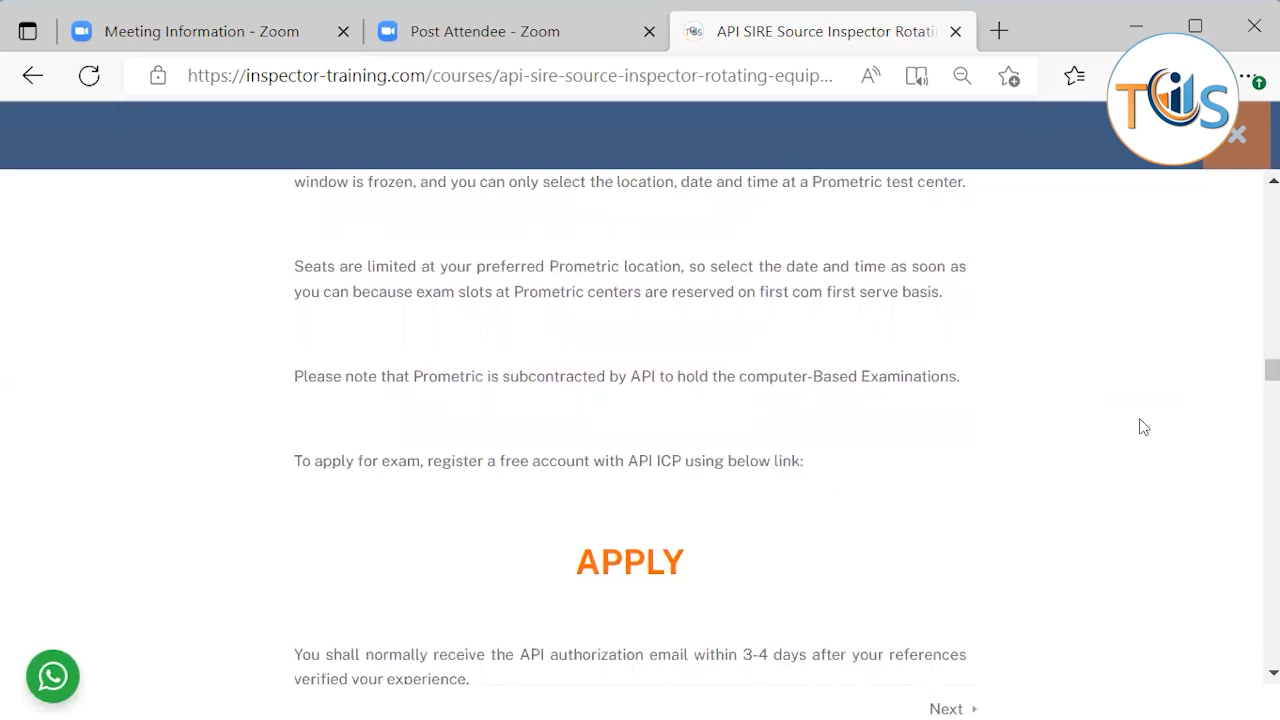 Meeting Information - Zoom
Post Attendee - Zoom
API SIRE Source Inspector Rotati
https://inspector-training.com/courses/api-sire-source-inspector-rotating-equip...
TiIS
window is frozen, and you can only select the location, date and time at a Prometric test center.
Seats are limited at your preferred Prometric location, so select the date and time as soon as
you can because exam slots at Prometric centers are reserved on first com first serve basis.
Please note that Prometric is subcontracted by API to hold the computer-Based Examinations.
To apply for exam, register a free account with API ICP using below link:
APPLY
You shall normally receive the API authorization email within 3-4 days after your references
verified your experience.
Next